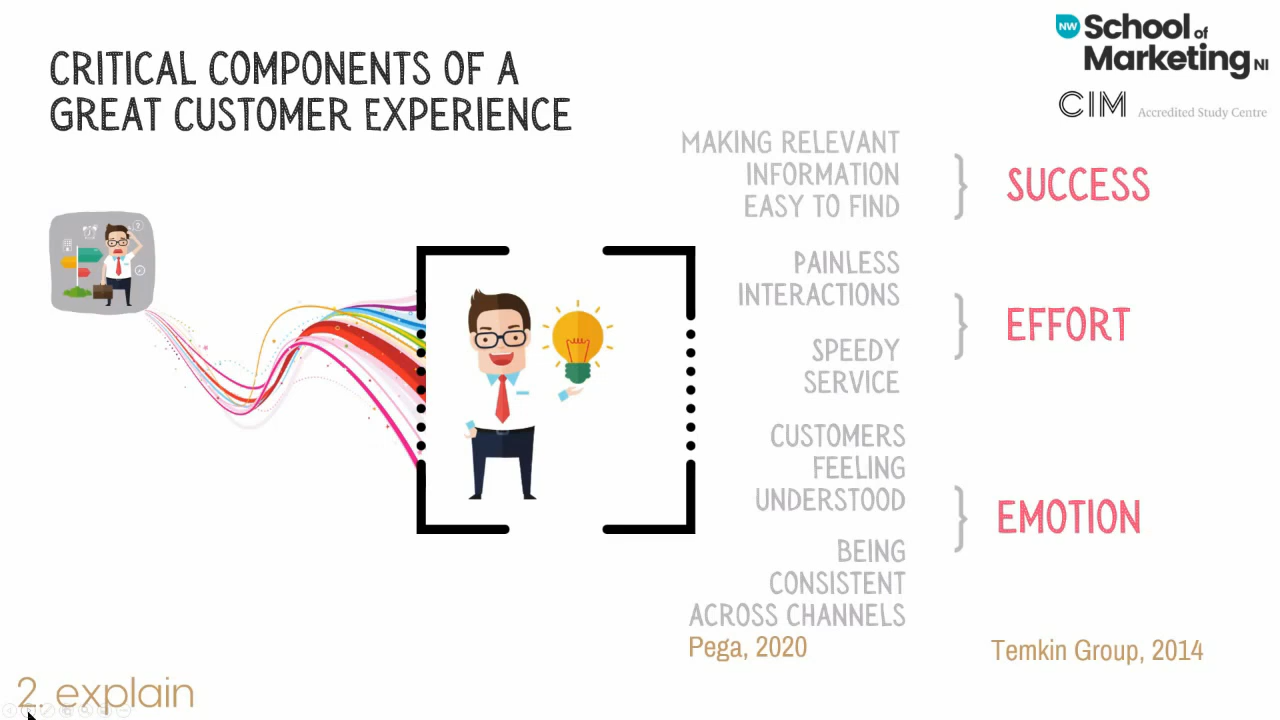 CRITICAL COMPONENTS OF A
GREAT CUSTOMER EXPERIENCE
NW School of
Marketing NI
CIM Accredited Study Centre
MAKING RELEVANT
INFORMATION
EASY TO FIND
SUCCESS
PAINLESS
INTERACTIONS
SPEEDY
SERVICE
EFFORT
CUSTOMERS
FEELING
UNDERSTOOD
BEING
CONSISTENT
ACROSS CHANNELS
EMOTION
Pega, 2020
Temkin Group, 2014
2. explain